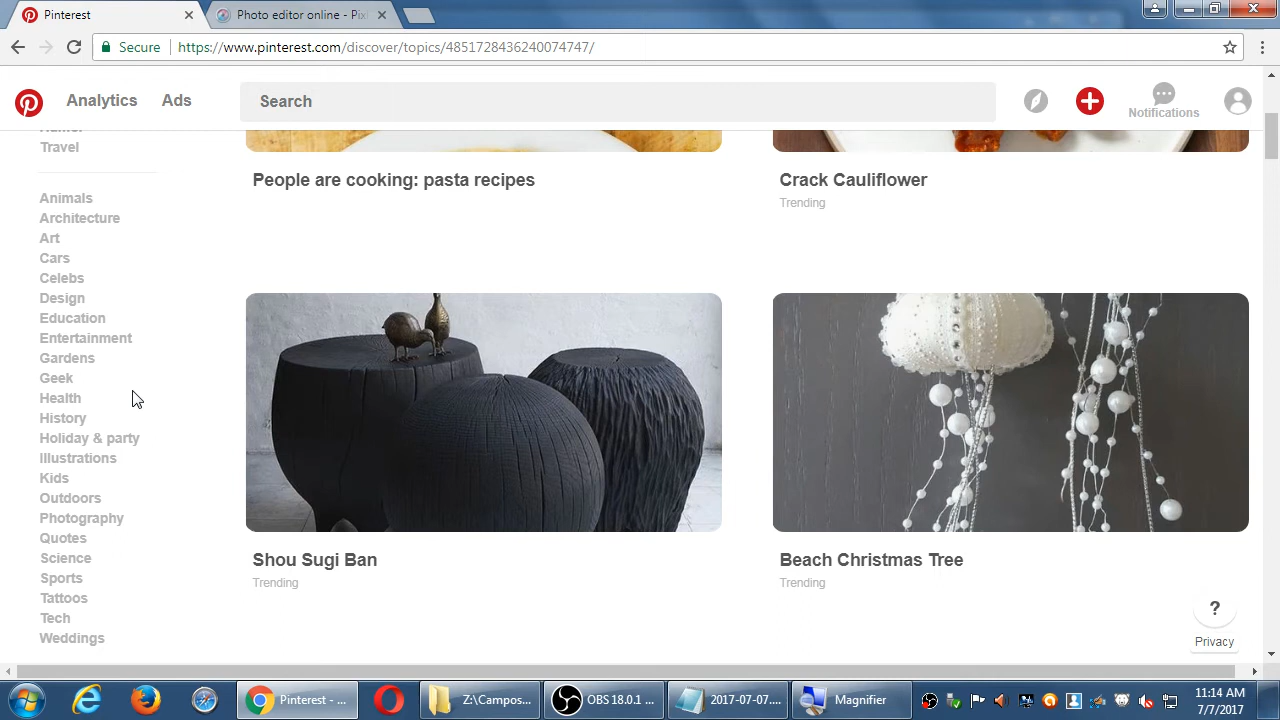 Pinterest
Photo editor online - Pixl
Secure
https://www.pinterest.com/discover/topics/4851728436240074747/
Analytics
Ads
Search
Notifications
Travel
Animals
Architecture
Art
Cars
Celebs
Design
Education
Entertainment
Gardens
Geek
Health
History
Holiday & party
Illustrations
Kids
Outdoors
Photography
Quotes
Science
Sports
Tattoos
Tech
Weddings
People are cooking: pasta recipes
Crack Cauliflower
Trending
Shou Sugi Ban
Trending
Beach Christmas Tree
Trending
?
Privacy
Pinterest - ...
Z:\Campos...
OBS 18.0.1 ...
2017-07-07....
Magnifier
11:14 AM
7/7/2017